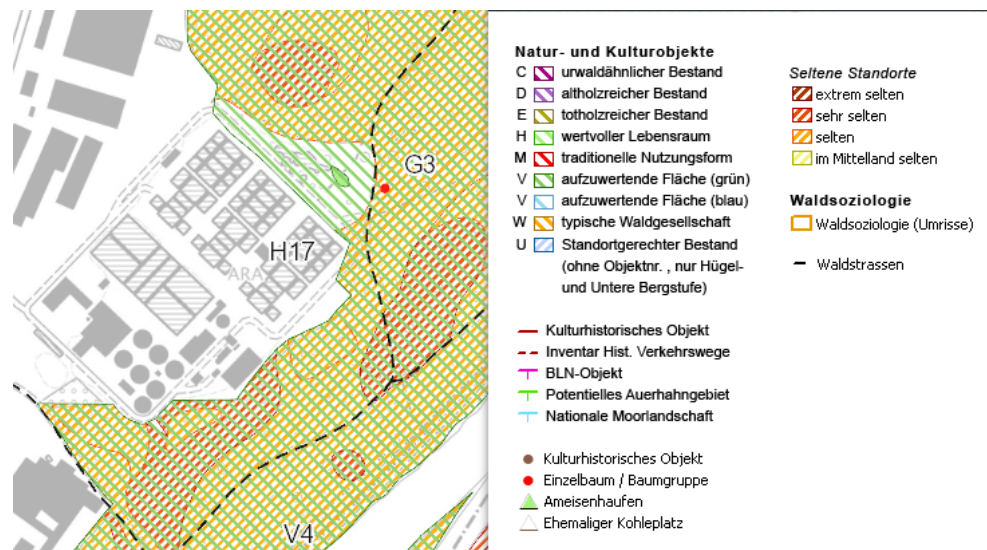 G3
H17
ARA
V4
Natur- und Kulturobjekte
C urwaldähnlicher Bestand
D altholzreicher Bestand
E totholzreicher Bestand
H wertvoller Lebensraum
M traditionelle Nutzungsform
V aufzuwertende Fläche (grün)
V aufzuwertende Fläche (blau)
W typische Waldgesellschaft
U Standortgerechter Bestand
(ohne Objektnr. , nur Hügel-
und Untere Bergstufe)
Kulturhistorisches Objekt
Inventar Hist. Verkehrswege
BLN-Objekt
Potentielles Auerhahngebiet
Nationale Moorlandschaft
Kulturhistorisches Objekt
Einzelbaum / Baumgruppe
Ameisenhaufen
Ehemaliger Kohleplatz
Seltene Standorte
extrem selten
sehr selten
selten
im Mittelland selten
Waldsoziologie
Waldsoziologie (Umrisse)
Waldstrassen